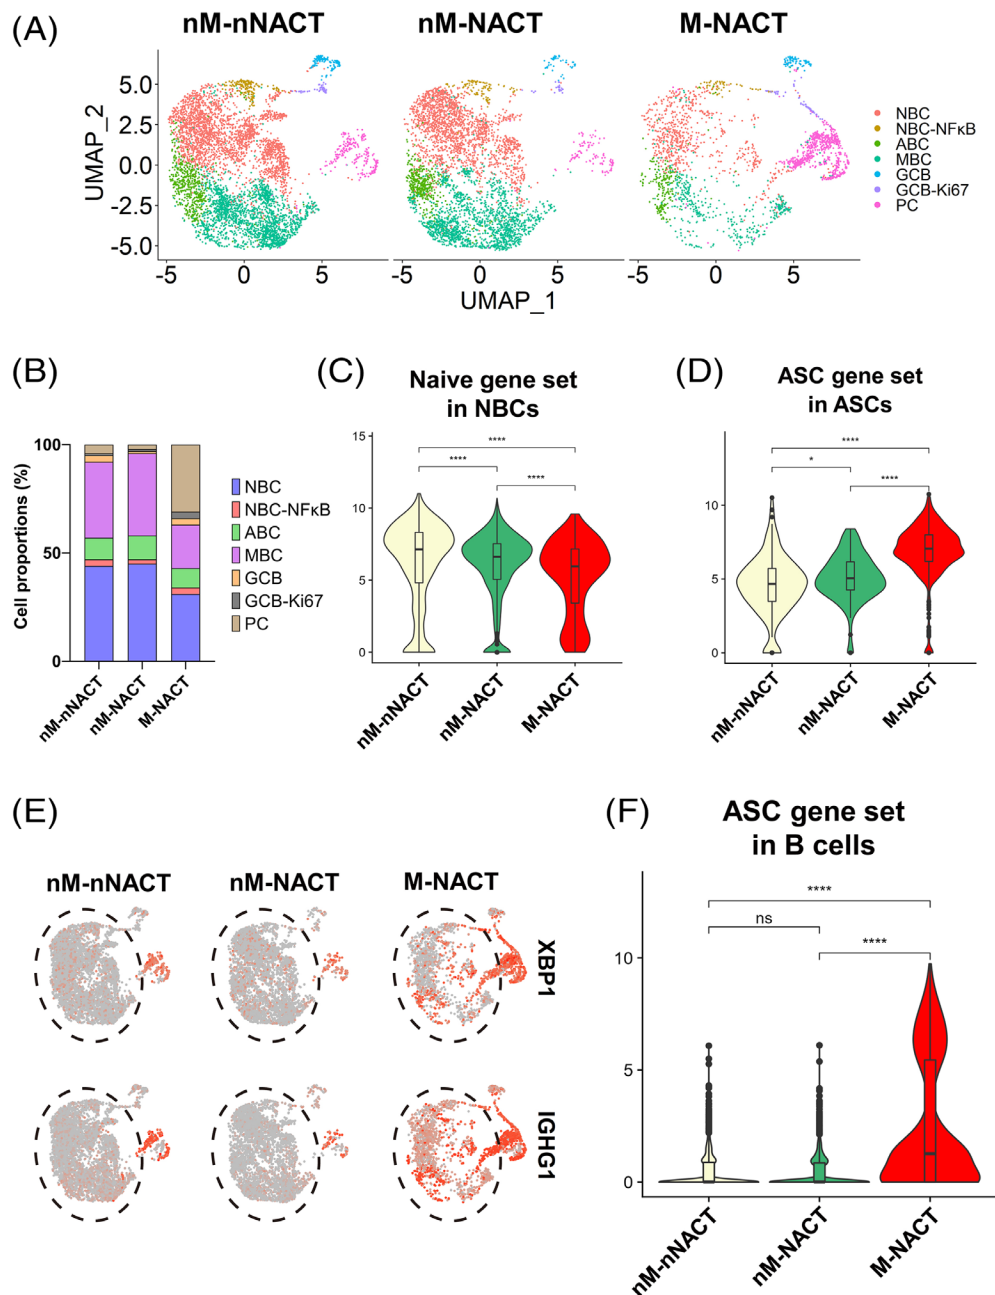 (A)
nM-nNACT
nM-NACT
M-NACT
UMAP_2
5.0
2.5
0.0
-2.5
-5.0
-5
0
5
-5
0
5
-5
0
5
UMAP_1
NBC
NBC-NFκB
ABC
MBC
GCB
GCB-Ki67
PC
(B)
Cell proportions (%)
100
50
0
nM-nNACT
nM-NACT
M-NACT
NBC
NBC-NFκB
ABC
MBC
GCB
GCB-Ki67
PC
(C)
Naive gene set
in NBCs
15
10
5
0
****
****
****
nM-nNACT
nM-NACT
M-NACT
(D)
ASC gene set
in ASCs
10
5
0
****
*
****
nM-nNACT
nM-NACT
M-NACT
(E)
nM-nNACT
nM-NACT
M-NACT
XBP1
IGHG1
(F)
ASC gene set
in B cells
10
5
0
****
ns
****
nM-nNACT
nM-NACT
M-NACT